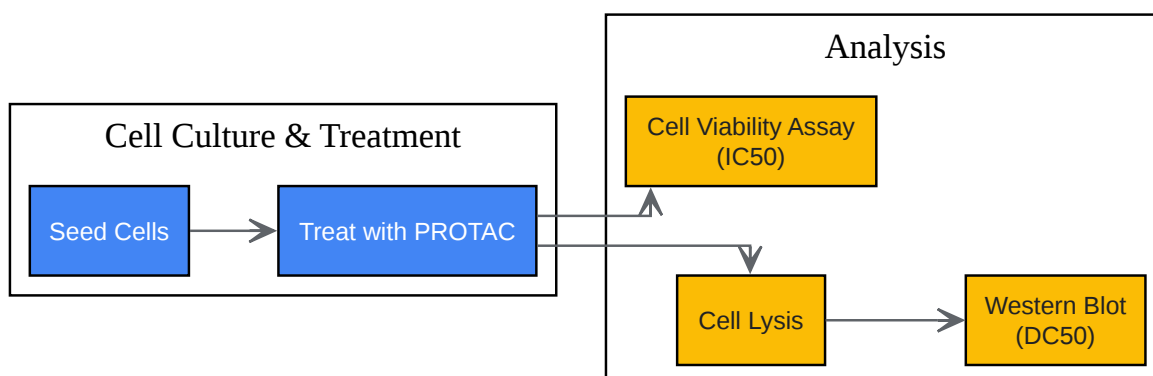 Cell Culture & Treatment
Seed Cells
Treat with PROTAC
Analysis
Cell Viability Assay
(IC50)
Cell Lysis
Western Blot
(DC50)